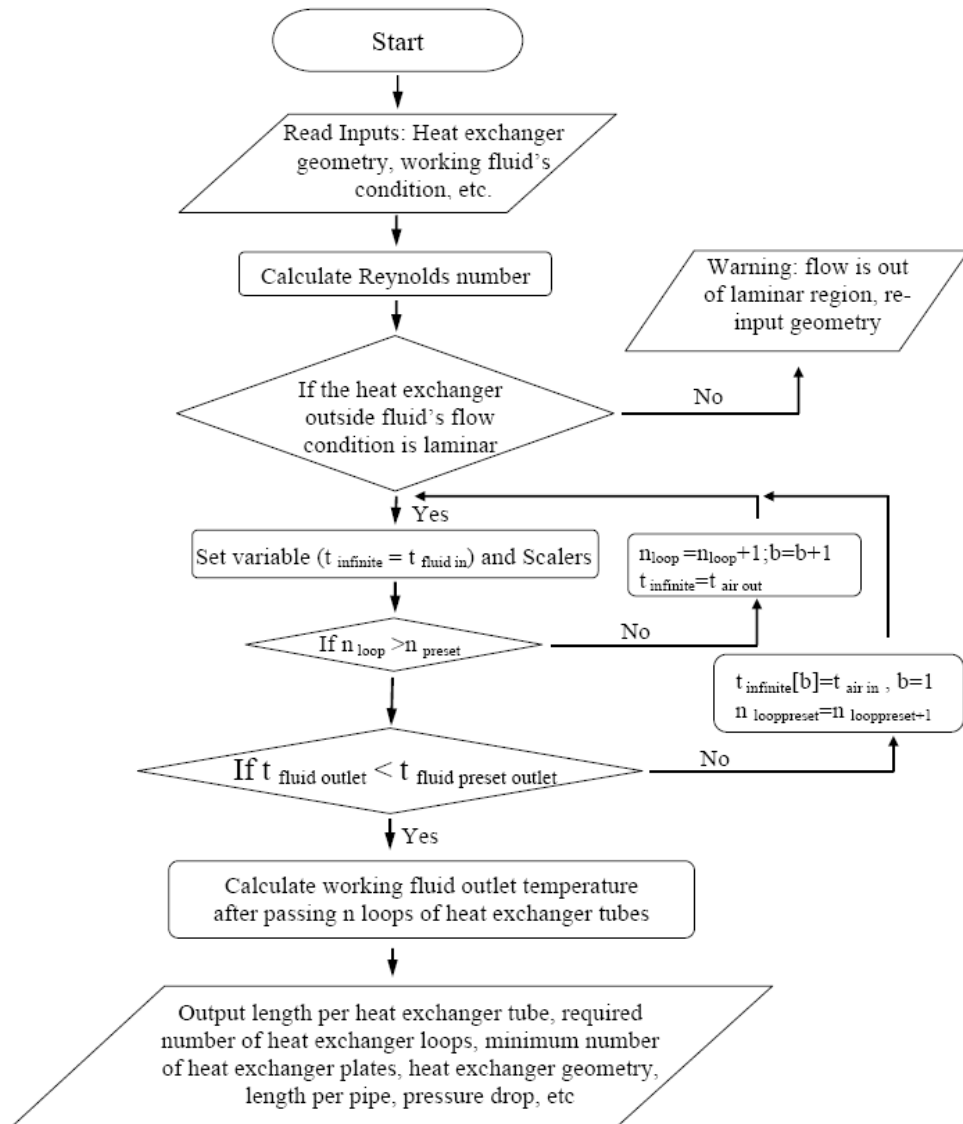 Start
Read Inputs: Heat exchanger
geometry, working fluid's
condition, etc.
Calculate Reynolds number
Warning: flow is out
of laminar region, re-
input geometry
If the heat exchanger
outside fluid's flow
condition is laminar
No
Yes
Set variable (t infinite = t fluid in) and Scalers
n loop =n loop+1;b=b+1
t infinite=t air out
If n loop >n preset
No
t infinite[b]=t air in , b=1
n looppreset=n looppreset+1
If t fluid outlet < t fluid preset outlet
No
Yes
Calculate working fluid outlet temperature
after passing n loops of heat exchanger tubes
Output length per heat exchanger tube, required
number of heat exchanger loops, minimum number
of heat exchanger plates, heat exchanger geometry,
length per pipe, pressure drop, etc